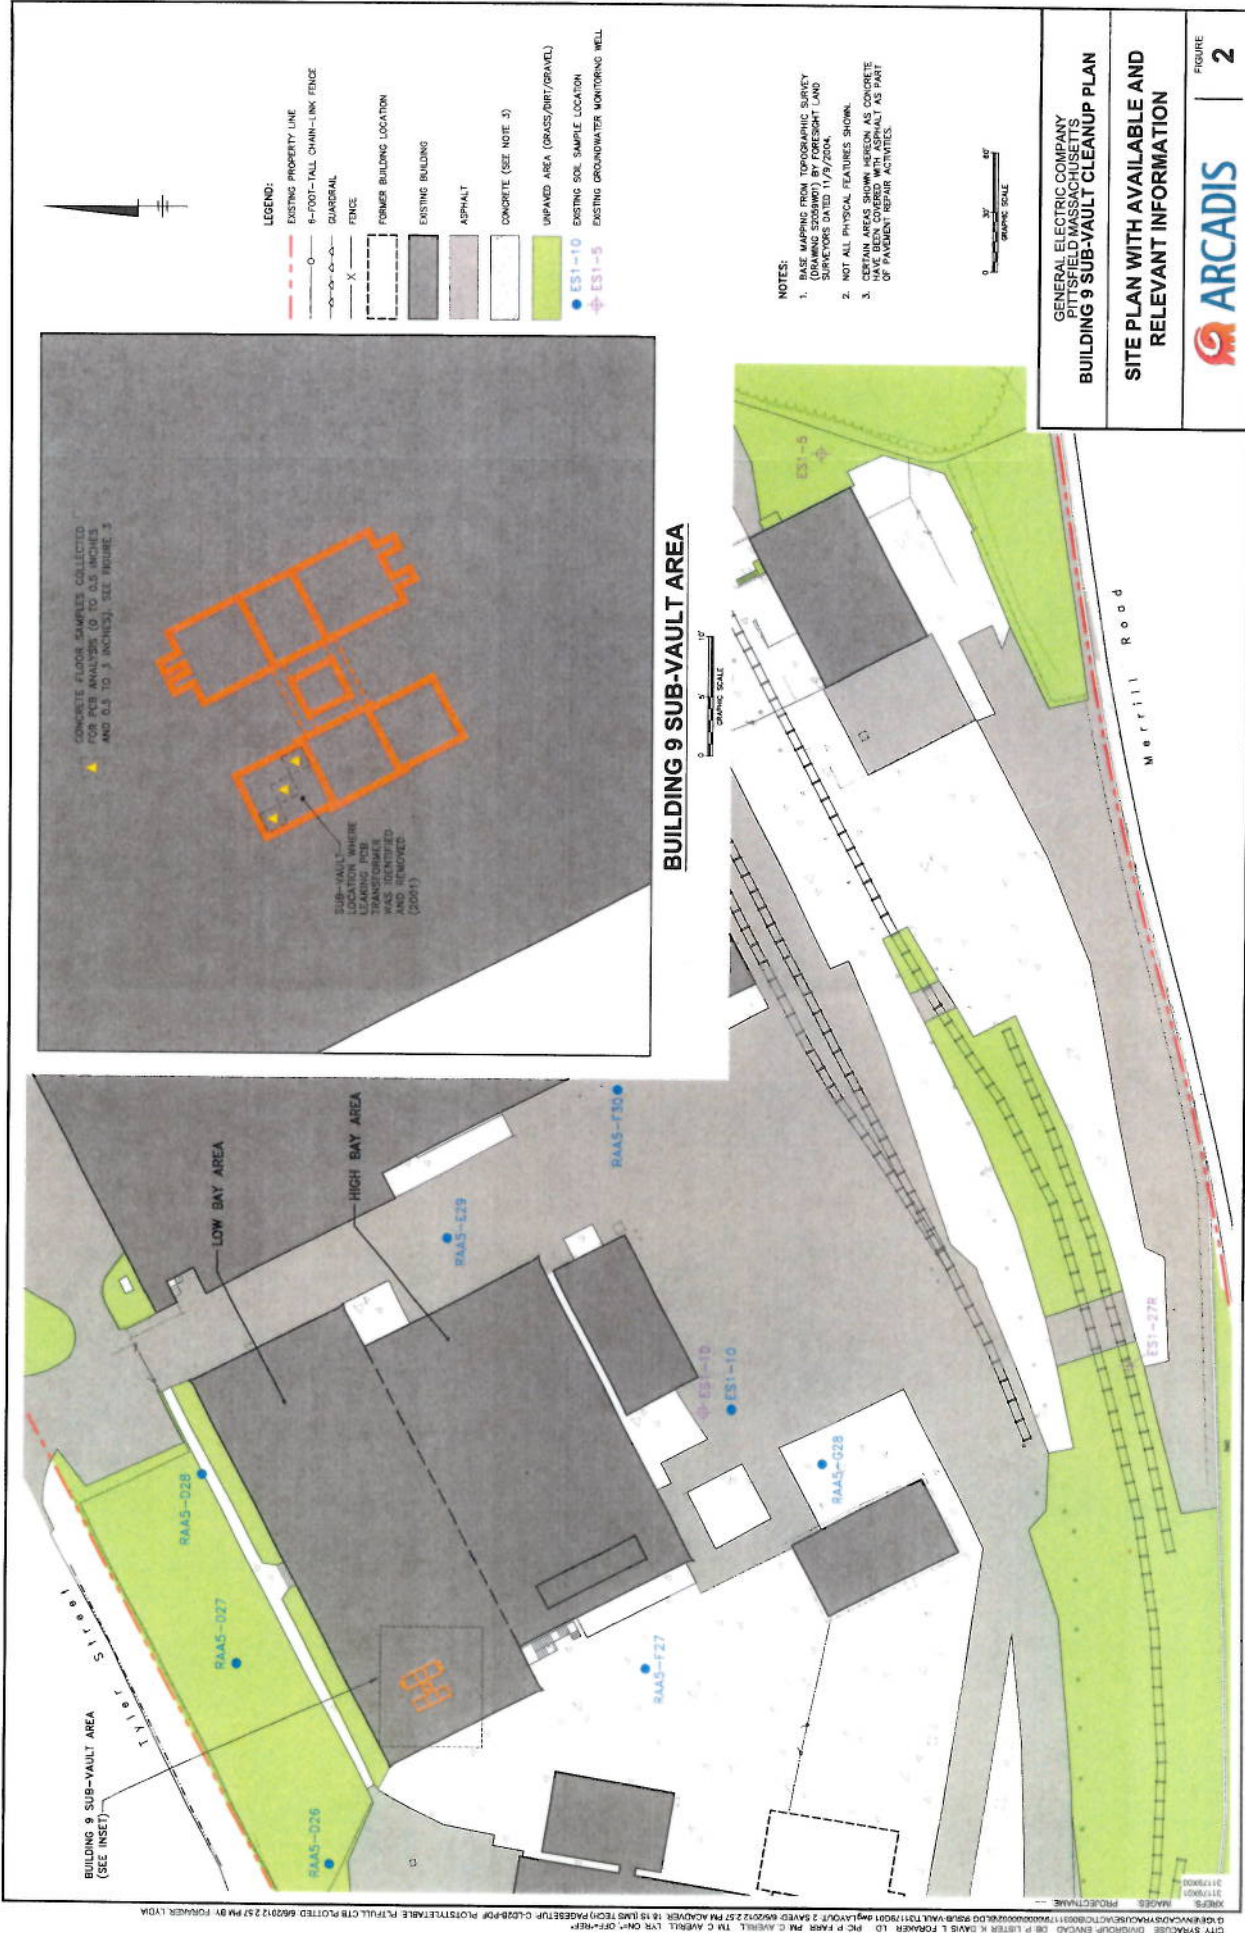 BUILDING 9 SUB-VAULT AREA
(SEE INSET)
Tyler Street
RAA5-D26
RAA5-D27
RAA5-D28
LOW BAY AREA
HIGH BAY AREA
RAA5-E29
RAA5-F30
RAA5-F27
ES1-10
ES1-10
RAA5-G28
ES1-27R
Merrill Road
ES1-5
CONCRETE FLOOR SAMPLES COLLECTED
FOR PCB ANALYSIS (0 TO 0.5 INCHES
AND 0.5 TO 3 INCHES), SEE FIGURE 3
SUB-VAULT
LOCATION WHERE
LEAKING PCB
TRANSFORMER
WAS IDENTIFIED
AND REMOVED
(2001)
BUILDING 9 SUB-VAULT AREA
0 5' 10'
GRAPHIC SCALE
LEGEND:
EXISTING PROPERTY LINE
6-FOOT-TALL CHAIN-LINK FENCE
GUARDRAIL
X FENCE
FORMER BUILDING LOCATION
EXISTING BUILDING
ASPHALT
CONCRETE (SEE NOTE 3)
UNPAVED AREA (GRASS/DIRT/GRAVEL)
ES1-10 EXISTING SOIL SAMPLE LOCATION
ES1-5 EXISTING GROUNDWATER MONITORING WELL
NOTES:
1. BASE MAPPING FROM TOPOGRAPHIC SURVEY
BY FORESIGHT LAND
SURVEYORS DATED 11/9/2004.
2. NOT ALL PHYSICAL FEATURES SHOWN.
3. CERTAIN AREAS SHOWN HEREON AS CONCRETE
HAVE BEEN COVERED WITH ASPHALT AS PART
OF PAVEMENT REPAIR ACTIVITIES.
0 30' 60'
GRAPHIC SCALE
GENERAL ELECTRIC COMPANY
PITTSFIELD MASSACHUSETTS
BUILDING 9 SUB-VAULT CLEANUP PLAN
SITE PLAN WITH AVAILABLE AND
RELEVANT INFORMATION
ARCADIS
FIGURE
2